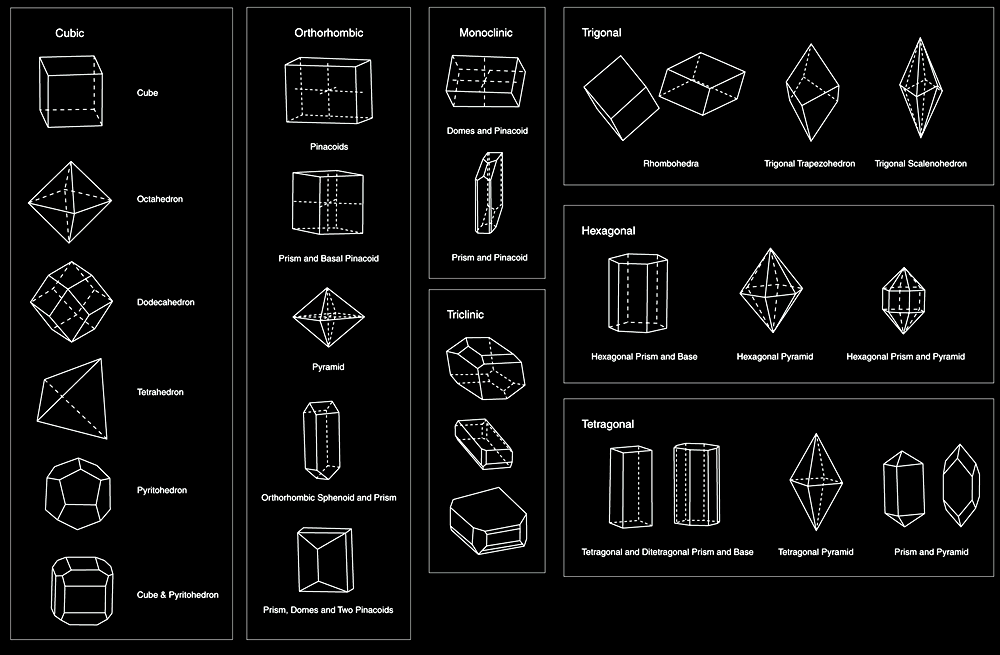 Cubic
Cube
Octahedron
Dodecahedron
Tetrahedron
Pyritohedron
Cube & Pyritohedron
Orthorhombic
Pinacoids
Prism and Basal Pinacoid
Pyramid
Orthorhombic Sphenoid and Prism
Prism, Domes and Two Pinacoids
Monoclinic
Domes and Pinacoid
Prism and Pinacoid
Triclinic
Trigonal
Rhombohedra
Trigonal Trapezohedron
Trigonal Scalenohedron
Hexagonal
Hexagonal Prism and Base
Hexagonal Pyramid
Hexagonal Prism and Pyramid
Tetragonal
Tetragonal and Ditetragonal Prism and Base
Tetragonal Pyramid
Prism and Pyramid